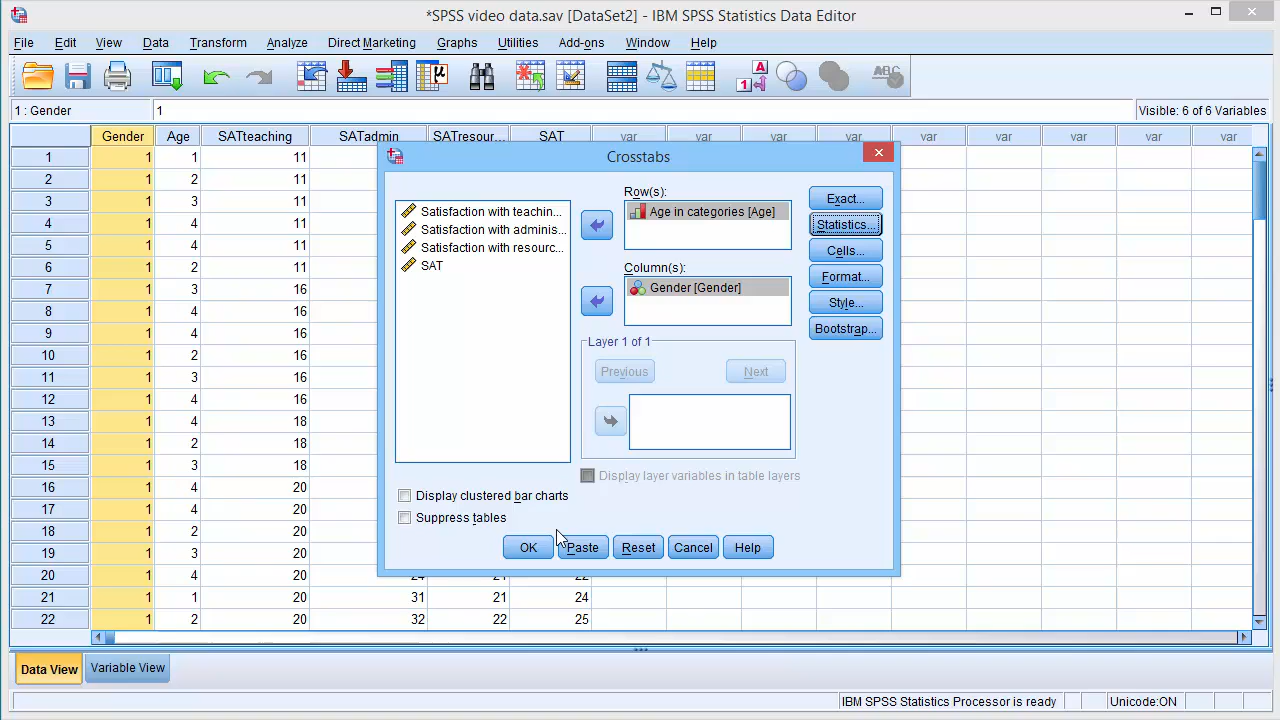 *SPSS video data.sav [DataSet2] - IBM SPSS Statistics Data Editor
File Edit View Data Transform Analyze Direct Marketing Graphs Utilities Add-ons Window Help
1 : Gender 1 Visible: 6 of 6 Variables
Gender Age SATteaching SATadmin SATresour... SAT var var var var var var var var var
1 1 1 11
2 1 2 11
3 1 3 11
4 1 4 11
5 1 4 11
6 1 2 11
7 1 3 16
8 1 4 16
9 1 4 16
10 1 2 16
11 1 3 16
12 1 4 16
13 1 4 18
14 1 2 18
15 1 3 18
16 1 4 20
17 1 4 20
18 1 2 20
19 1 3 20
20 1 4 20 24 21 22
21 1 1 20 31 21 24
22 1 2 20 32 22 25
Crosstabs
Satisfaction with teachin...
Satisfaction with adminis...
Satisfaction with resourc...
SAT
Row(s):
Age in categories [Age]
Column(s):
Gender [Gender]
Layer 1 of 1
Previous Next
Display layer variables in table layers
Exact...
Statistics...
Cells...
Format...
Style...
Bootstrap...
Display clustered bar charts
Suppress tables
OK Paste Reset Cancel Help
Data View Variable View
IBM SPSS Statistics Processor is ready Unicode:ON